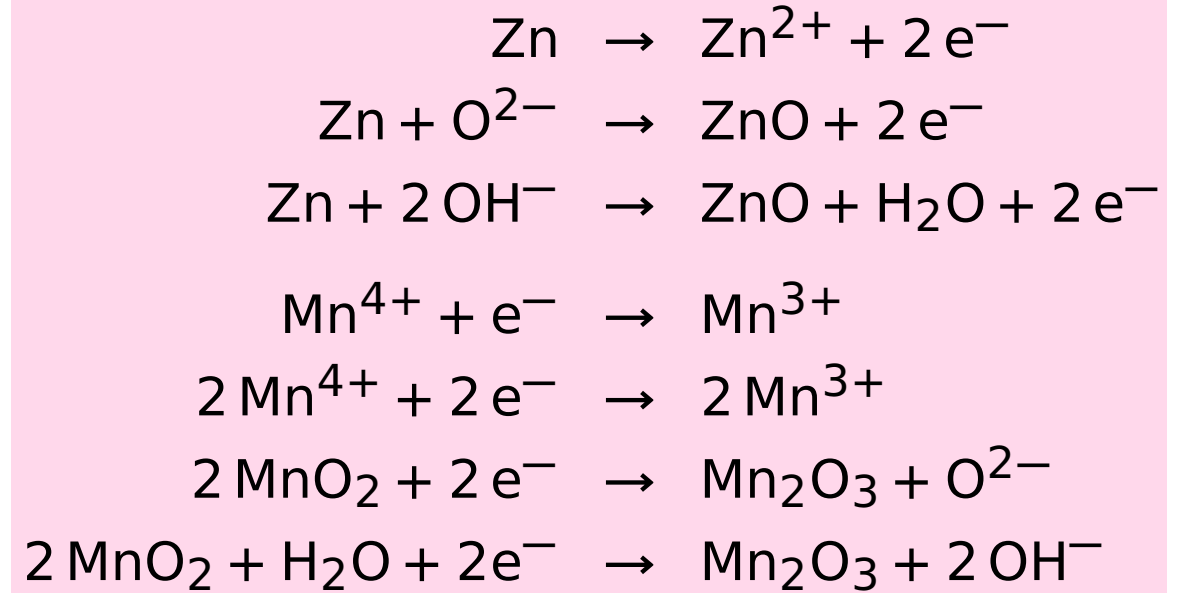 Zn → Zn²⁺ + 2 e⁻
Zn + O²⁻ → ZnO + 2 e⁻
Zn + 2 OH⁻ → ZnO + H₂O + 2 e⁻
Mn⁴⁺ + e⁻ → Mn³⁺
2 Mn⁴⁺ + 2 e⁻ → 2 Mn³⁺
2 MnO₂ + 2 e⁻ → Mn₂O₃ + O²⁻
2 MnO₂ + H₂O + 2e⁻ → Mn₂O₃ + 2 OH⁻